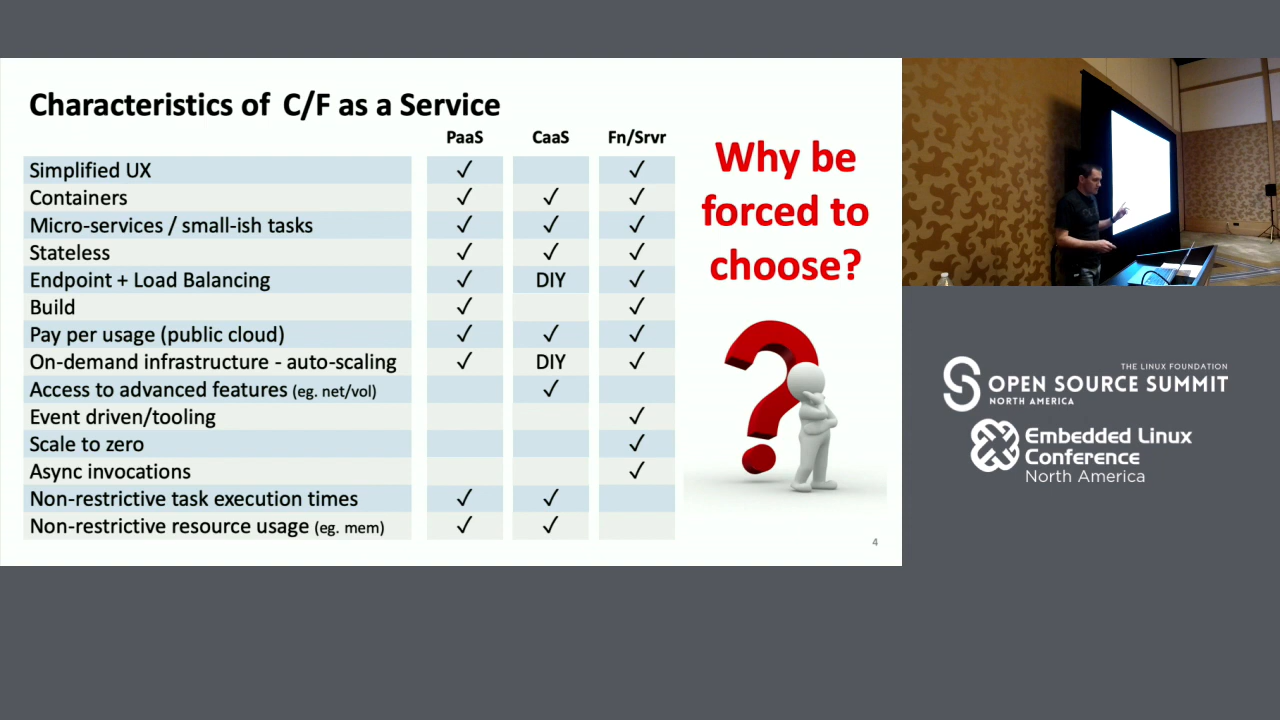 Characteristics of C/F as a Service
PaaS CaaS Fn/Srvr
Simplified UX ✓ ✓
Containers ✓ ✓ ✓
Micro-services / small-ish tasks ✓ ✓ ✓
Stateless ✓ ✓ ✓
Endpoint + Load Balancing ✓ DIY ✓
Build ✓ ✓
Pay per usage (public cloud) ✓ ✓ ✓
On-demand infrastructure - auto-scaling ✓ DIY ✓
Access to advanced features (eg. net/vol) ✓
Event driven/tooling ✓
Scale to zero ✓
Async invocations ✓
Non-restrictive task execution times ✓ ✓
Non-restrictive resource usage (eg. mem) ✓ ✓
Why be
forced to
choose?
4
THE LINUX FOUNDATION
OPEN SOURCE SUMMIT
NORTH AMERICA
Embedded Linux
Conference
North America